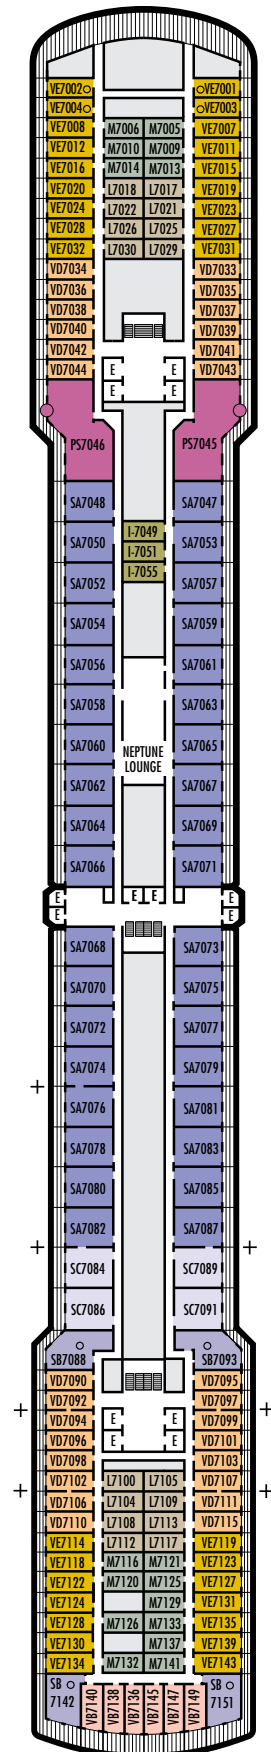 VE7002 VE7001
VE7004 VE7003
VE7008 M7006 M7005 VE7007
VE7012 M7010 M7009 VE7011
VE7016 M7014 M7013 VE7015
VE7020 L7018 L7017 VE7019
VE7024 L7022 L7021 VE7023
VE7028 L7026 L7025 VE7027
VE7032 L7030 L7029 VE7031
VD7034 VD7033
VD7036 VD7035
VD7038 VD7037
VD7040 VD7039
VD7042 VD7041
VD7044 E E VD7043
E E
PS7046 PS7045
SA7048 SA7047
I-7049
SA7050 SA7053
I-7051
I-7055
SA7052 SA7057
SA7054 SA7059
SA7056 SA7061
SA7058 SA7063
SA7060 SA7065
NEPTUNE
LOUNGE
SA7062 SA7067
SA7064 SA7069
SA7066 SA7071
E E E E
E E
SA7068 SA7073
SA7070 SA7075
SA7072 SA7077
SA7074 SA7079
SA7076 SA7081
SA7078 SA7083
SA7080 SA7085
SA7082 SA7087
SC7084 SC7089
SC7086 SC7091
SB7088 SB7093
VD7090 VD7095
VD7092 VD7097
VD7094 E E VD7099
VD7096 E E VD7101
VD7098 VD7103
VD7102 L7100 L7105 VD7107
VD7106 L7104 L7109 VD7111
VD7110 L7108 L7113 VD7115
VE7114 L7112 L7117 VE7119
VE7118 M7116 M7121 VE7123
VE7122 M7120 M7125 VE7127
VE7124 M7129 VE7131
VE7128 M7126 M7133 VE7135
VE7130 M7137 VE7139
VE7134 M7132 M7141 VE7143
SB SB
7142 VB7140 VB7138 VB7136 VB7145 VB7147 VB7149 7151